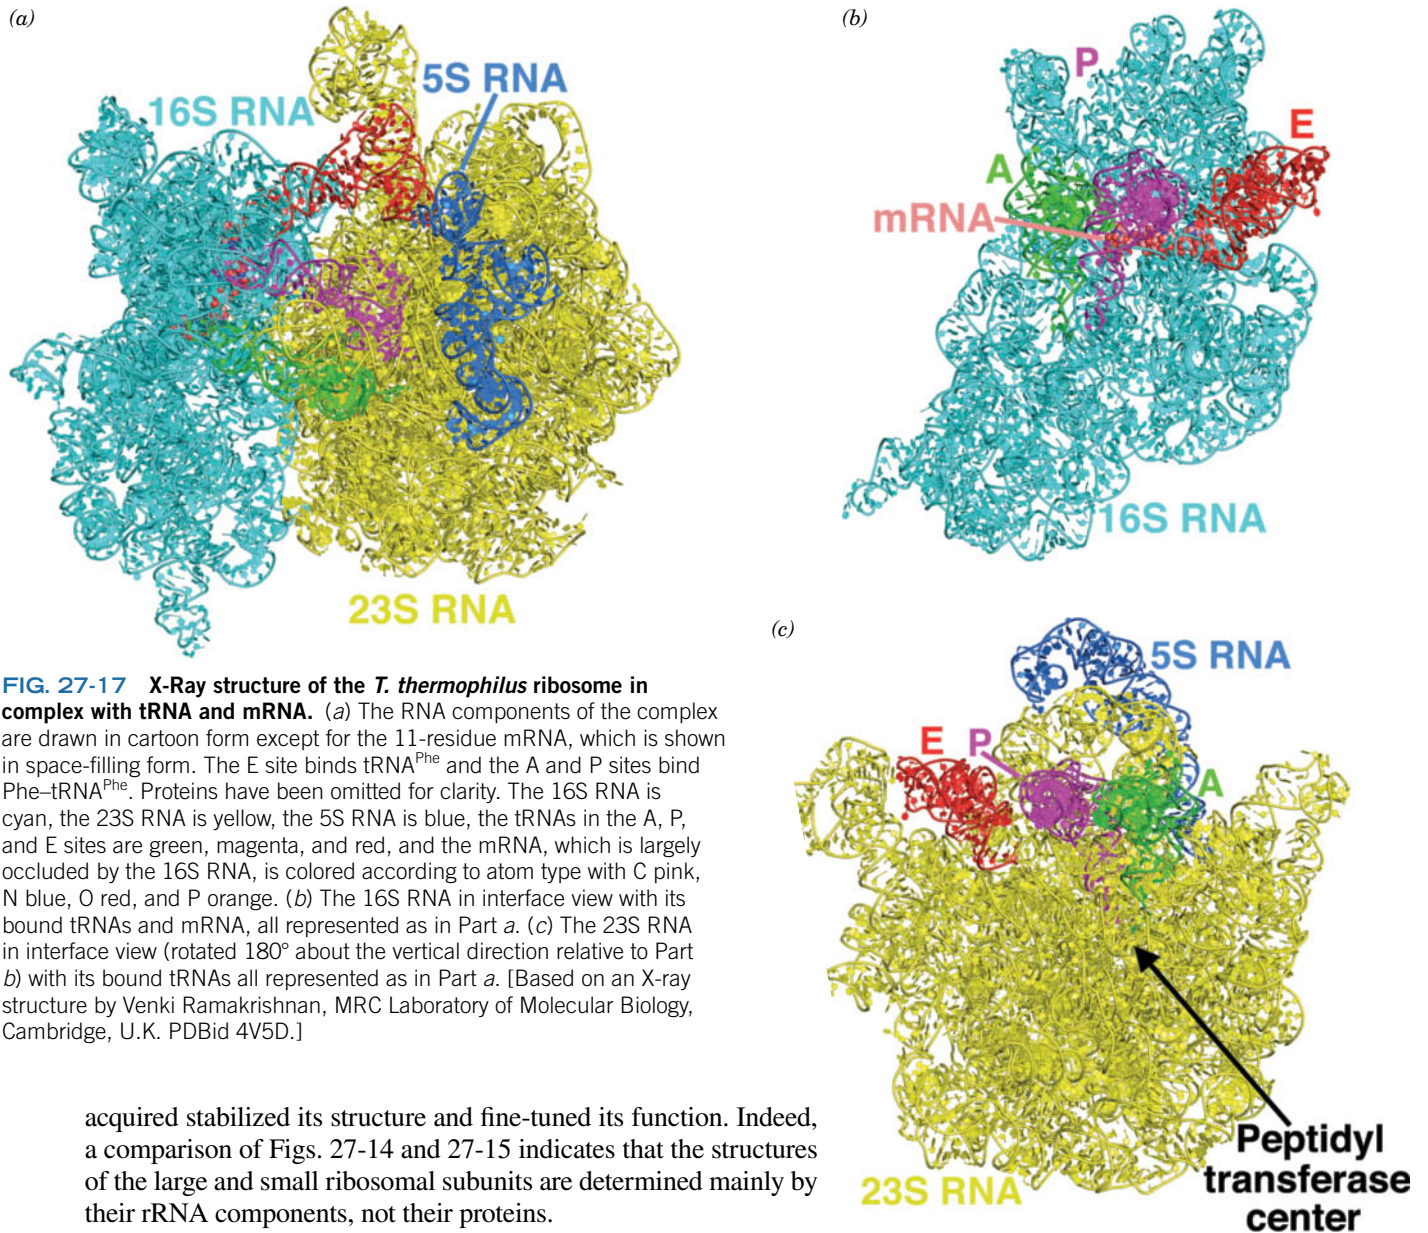 (a)
16S RNA
5S RNA
23S RNA
(b)
P
E
A
mRNA
16S RNA
(c)
5S RNA
E
P
A
Peptidyl
transferase
center
23S RNA
FIG. 27-17 X-Ray structure of the T. thermophilus ribosome in
complex with tRNA and mRNA. (a) The RNA components of the complex
are drawn in cartoon form except for the 11-residue mRNA, which is shown
in space-filling form. The E site binds tRNAPhe and the A and P sites bind
Phe–tRNAPhe. Proteins have been omitted for clarity. The 16S RNA is
cyan, the 23S RNA is yellow, the 5S RNA is blue, the tRNAs in the A, P,
and E sites are green, magenta, and red, and the mRNA, which is largely
occluded by the 16S RNA, is colored according to atom type with C pink,
N blue, O red, and P orange. (b) The 16S RNA in interface view with its
bound tRNAs and mRNA, all represented as in Part a. (c) The 23S RNA
in interface view (rotated 180° about the vertical direction relative to Part
b) with its bound tRNAs all represented as in Part a. [Based on an X-ray
structure by Venki Ramakrishnan, MRC Laboratory of Molecular Biology,
Cambridge, U.K. PDBid 4V5D.]
acquired stabilized its structure and fine-tuned its function. Indeed,
a comparison of Figs. 27-14 and 27-15 indicates that the structures
of the large and small ribosomal subunits are determined mainly by
their rRNA components, not their proteins.